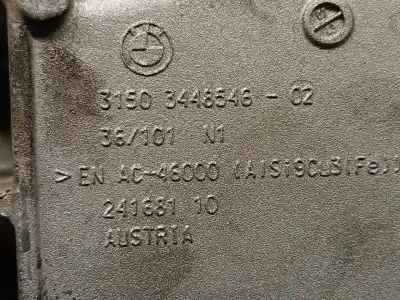 3150 3448546 - 02
36/101 N1
> EN AC-46000 (AlSi9Cu3(Fe))
241681 10
AUSTRIA